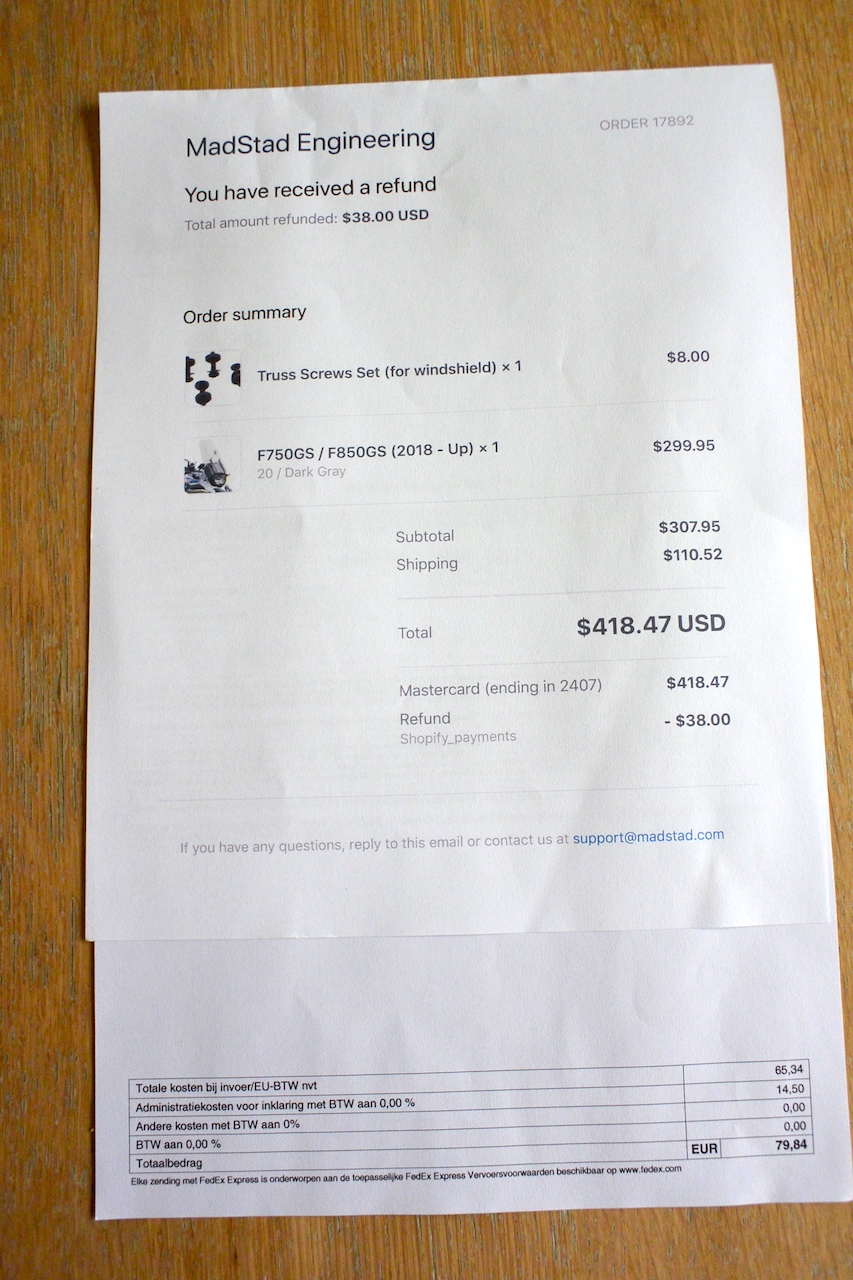 MadStad Engineering
ORDER 17892
You have received a refund
Total amount refunded: $38.00 USD
Order summary
Truss Screws Set (for windshield) × 1 $8.00
F750GS / F850GS (2018 - Up) × 1 $299.95
20 / Dark Gray
Subtotal $307.95
Shipping $110.52
Total $418.47 USD
Mastercard (ending in 2407) $418.47
Refund - $38.00
Shopify_payments
If you have any questions, reply to this email or contact us at support@madstad.com
Totale kosten bij invoer/EU-BTW nvt 65,34
Administratiekosten voor inklaring met BTW aan 0,00 % 14,50
Andere kosten met BTW aan 0% 0,00
BTW aan 0,00 % 0,00
Totaalbedrag EUR 79,84
Elke zending met FedEx Express is onderworpen aan de toepasselijke FedEx Express Vervoersvoorwaarden beschikbaar op www.fedex.com